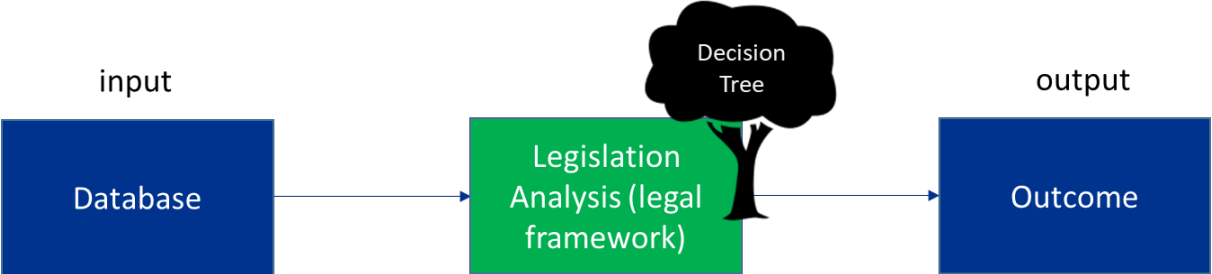 input
Database
Legislation
Analysis (legal
framework)
Decision
Tree
output
Outcome